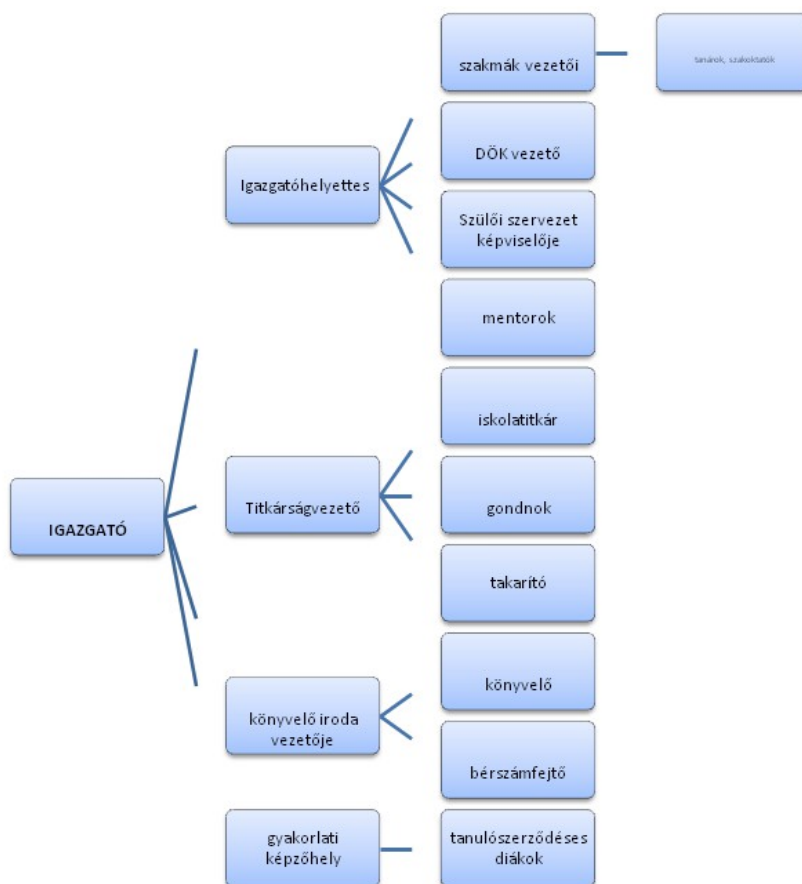 szakmák vezetői
tanárok, szakoktatók
DÖK vezető
Igazgatóhelyettes
Szülői szervezet
képviselője
mentorok
iskolatitkár
Titkárságvezető
gondnok
IGAZGATÓ
takarító
könyvelő
könyvelő iroda
vezetője
bérszámfejtő
gyakorlati
képzőhely
tanulószerződéses
diákok